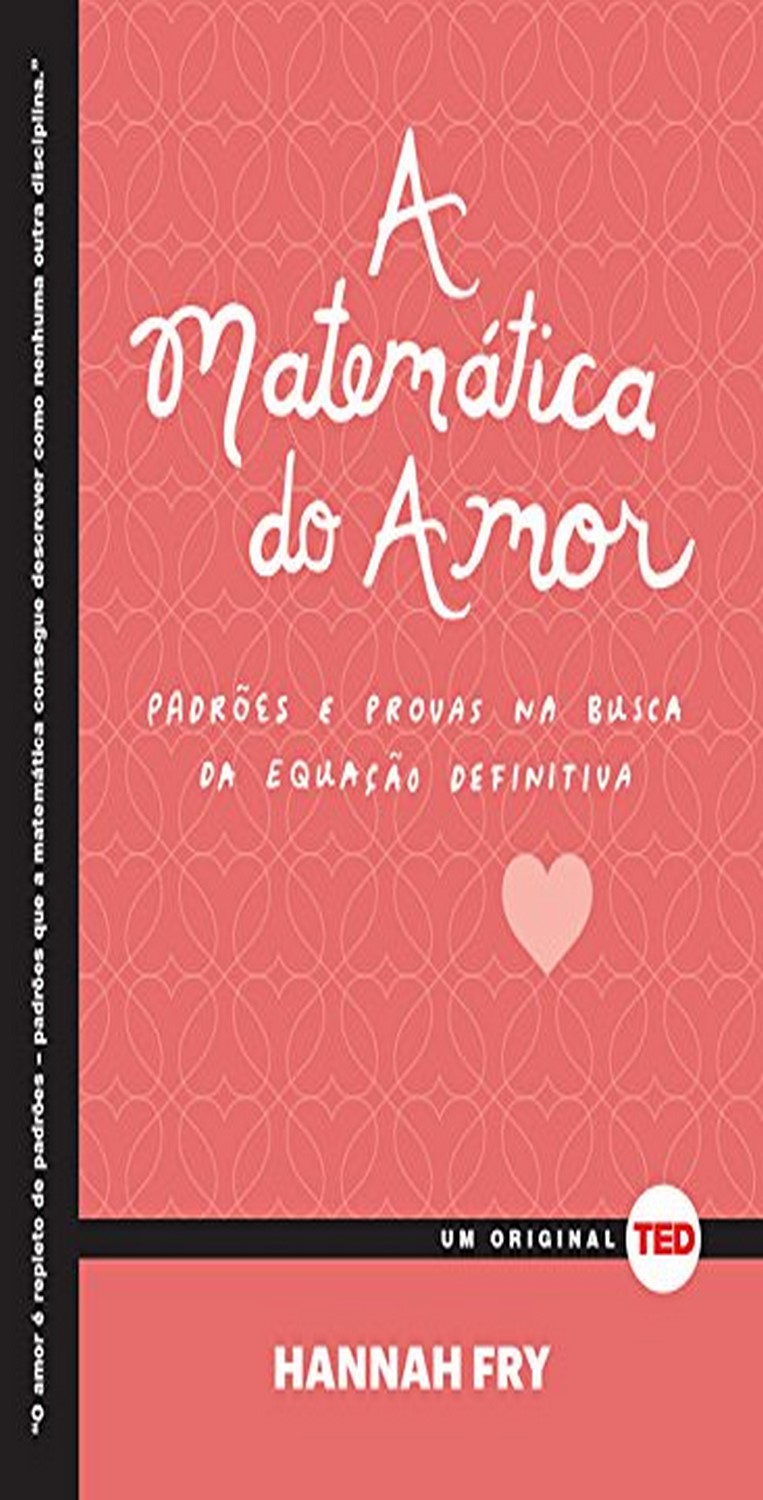 A
Matemática
do Amor
PADRÕES E PROVAS NA BUSCA
DA EQUAÇÃO DEFINITIVA
UM ORIGINAL TED
HANNAH FRY
“O amor é repleto de padrões – padrões que a matemática consegue descrever como nenhuma outra disciplina.”